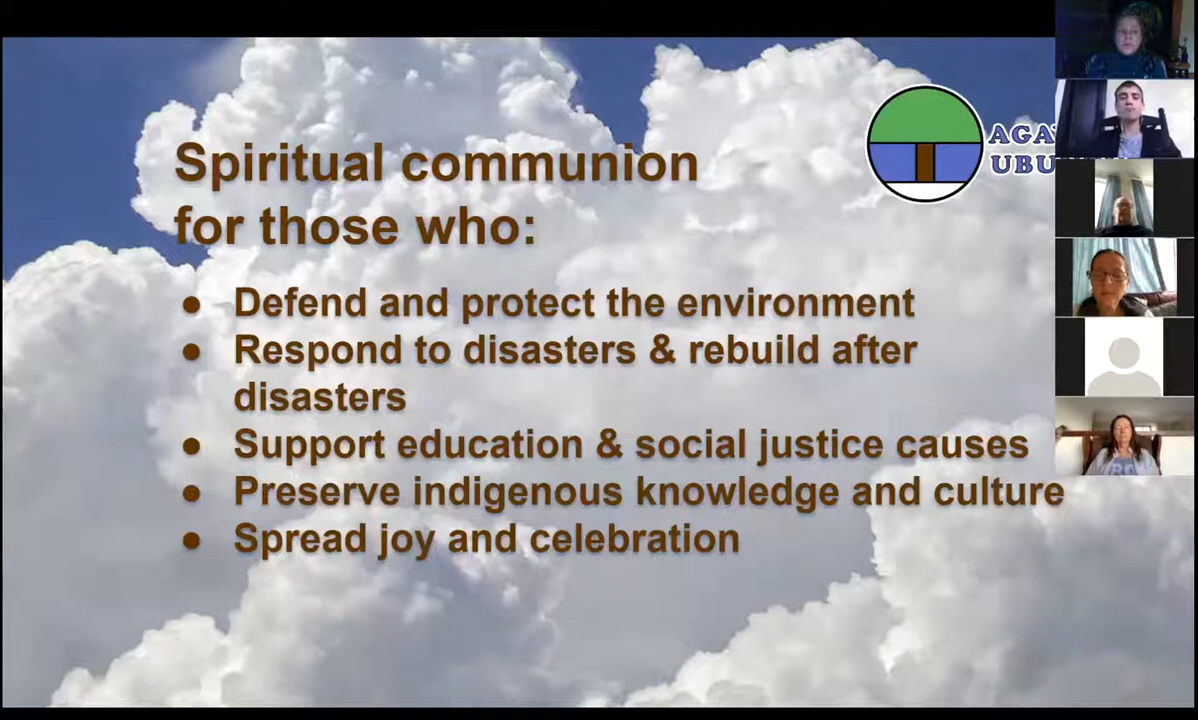 Spiritual communion
for those who:
● Defend and protect the environment
● Respond to disasters & rebuild after
disasters
● Support education & social justice causes
● Preserve indigenous knowledge and culture
● Spread joy and celebration